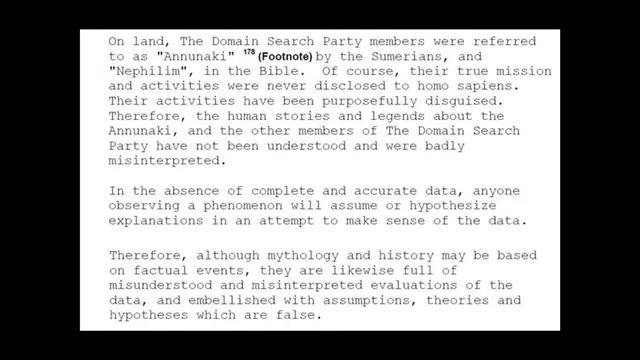 On land, The Domain Search Party members were referred
to as "Annunaki" 178 (Footnote) by the Sumerians, and
"Nephilim", in the Bible. Of course, their true mission
and activities were never disclosed to homo sapiens.
Their activities have been purposefully disguised.
Therefore, the human stories and legends about the
Annunaki, and the other members of The Domain Search
Party have not been understood and were badly
misinterpreted.
In the absence of complete and accurate data, anyone
observing a phenomenon will assume or hypothesize
explanations in an attempt to make sense of the data.
Therefore, although mythology and history may be based
on factual events, they are likewise full of
misunderstood and misinterpreted evaluations of the
data, and embellished with assumptions, theories and
hypotheses which are false.